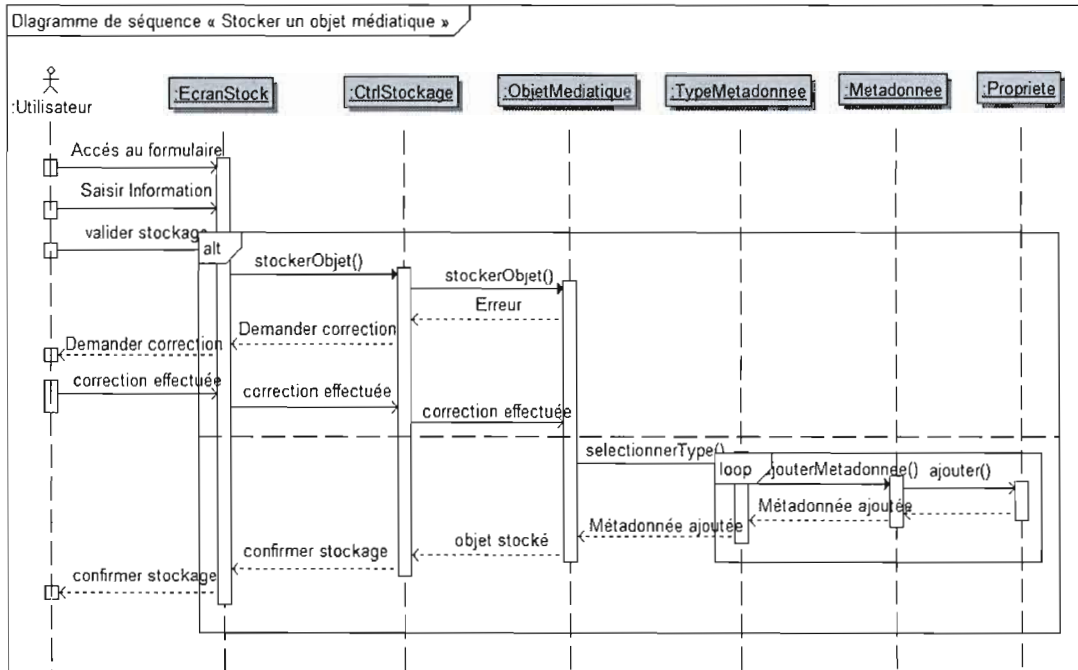 DIagramme de séquence « Stocker un objet médiatique »
:Utilisateur
:EcranStock
:CtrlStockage
:ObjetMediatique
:TypeMetadonnee
:Metadonnee
:Propriete
Accés au formulaire
Saisir Information
valider stockage
alt
stockerObjet()
stockerObjet()
Erreur
Demander correction
Demander correction
correction effectuée
correction effectuée
correction effectuée
selectionnerType()
loop
jouterMetadonnee()
ajouter()
Métadonnée ajoutée
Métadonnée ajoutée
objet stocké
confirmer stockage
confirmer stockage